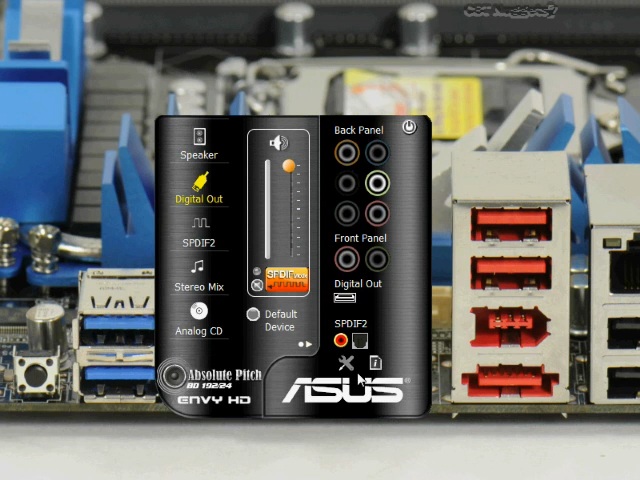 Speaker
Digital Out
SPDIF2
Stereo Mix
Analog CD
SPDIF
Default
Device
Back Panel
Front Panel
Digital Out
SPDIF2
Absolute Pitch
BD 192/24
ENVY HD
ASUS